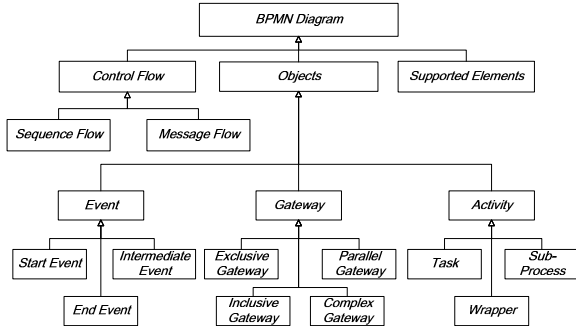 BPMN Diagram
Control Flow
Objects
Supported Elements
Sequence Flow
Message Flow
Event
Gateway
Activity
Start Event
Intermediate
Event
Exclusive
Gateway
Parallel
Gateway
Task
Sub-
Process
End Event
Inclusive
Gateway
Complex
Gateway
Wrapper